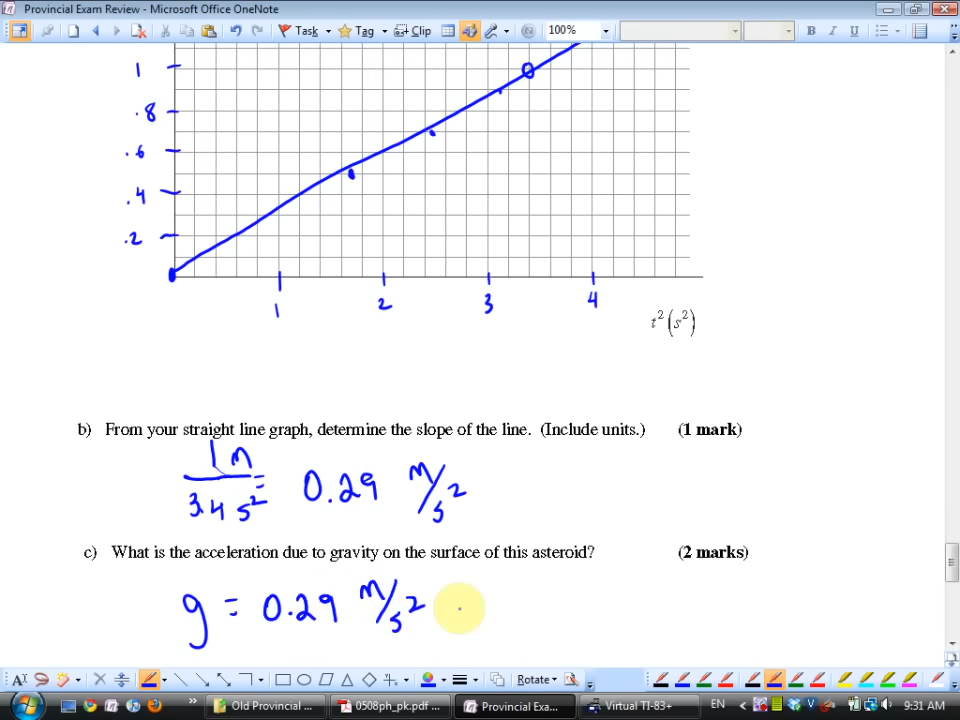 Provincial Exam Review - Microsoft Office OneNote
Task Tag Clip 100% B I U
1
.8
.6
.4
.2
1 2 3 4
t² (s²)
b) From your straight line graph, determine the slope of the line. (Include units.) (1 mark)
1 m
= 0.29 m/s²
3.4 s²
c) What is the acceleration due to gravity on the surface of this asteroid? (2 marks)
g = 0.29 m/s²
Rotate
Old Provincial ... 0508ph_pk.pdf ... Provincial Exa... Virtual TI-83+ EN 9:31 AM